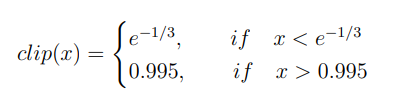 clip(x) = { e^{-1/3}, if x < e^{-1/3}
0.995, if x > 0.995